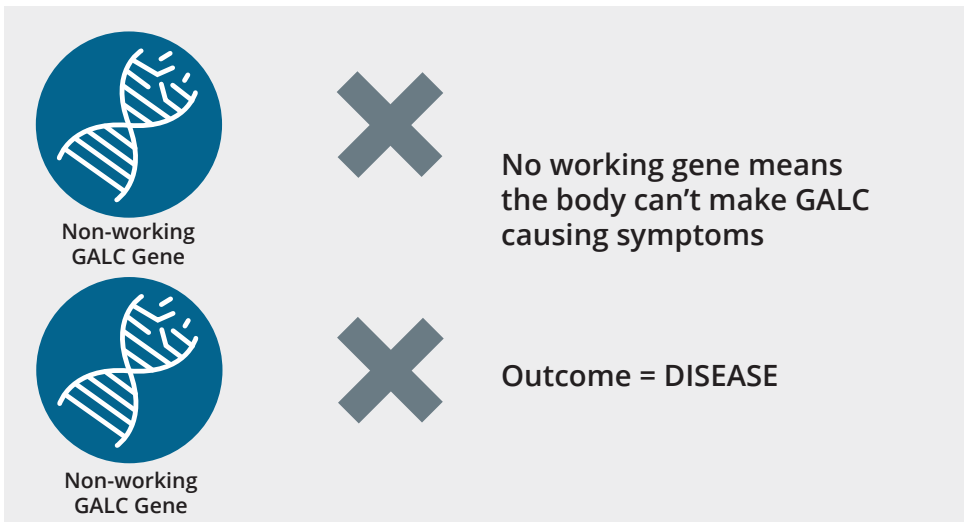 Non-working
GALC Gene
No working gene means
the body can’t make GALC
causing symptoms
Non-working
GALC Gene
Outcome = DISEASE